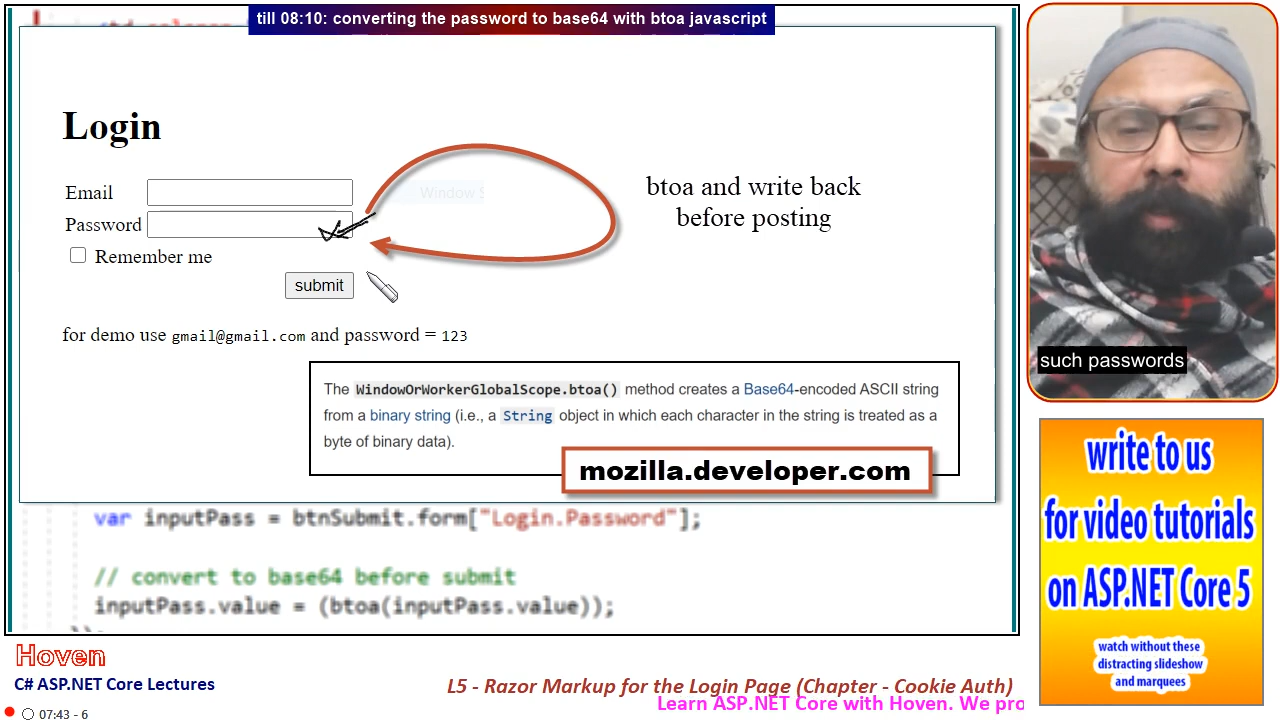 till 08:10: converting the password to base64 with btoa javascript
Login
Email
Window S
Password
Remember me
submit
for demo use gmail@gmail.com and password = 123
btoa and write back
before posting
The WindowOrWorkerGlobalScope.btoa() method creates a Base64-encoded ASCII string
from a binary string (i.e., a String object in which each character in the string is treated as a
byte of binary data).
mozilla.developer.com
var inputPass = btnSubmit.form["Login.Password"];
// convert to base64 before submit
inputPass.value = (btoa(inputPass.value));
such passwords
write to us
for video tutorials
on ASP.NET Core 5
watch without these
distracting slideshow
and marquees
Hoven
C# ASP.NET Core Lectures
L5 - Razor Markup for the Login Page (Chapter - Cookie Auth)
Learn ASP.NET Core with Hoven. We pro
07:43 - 6